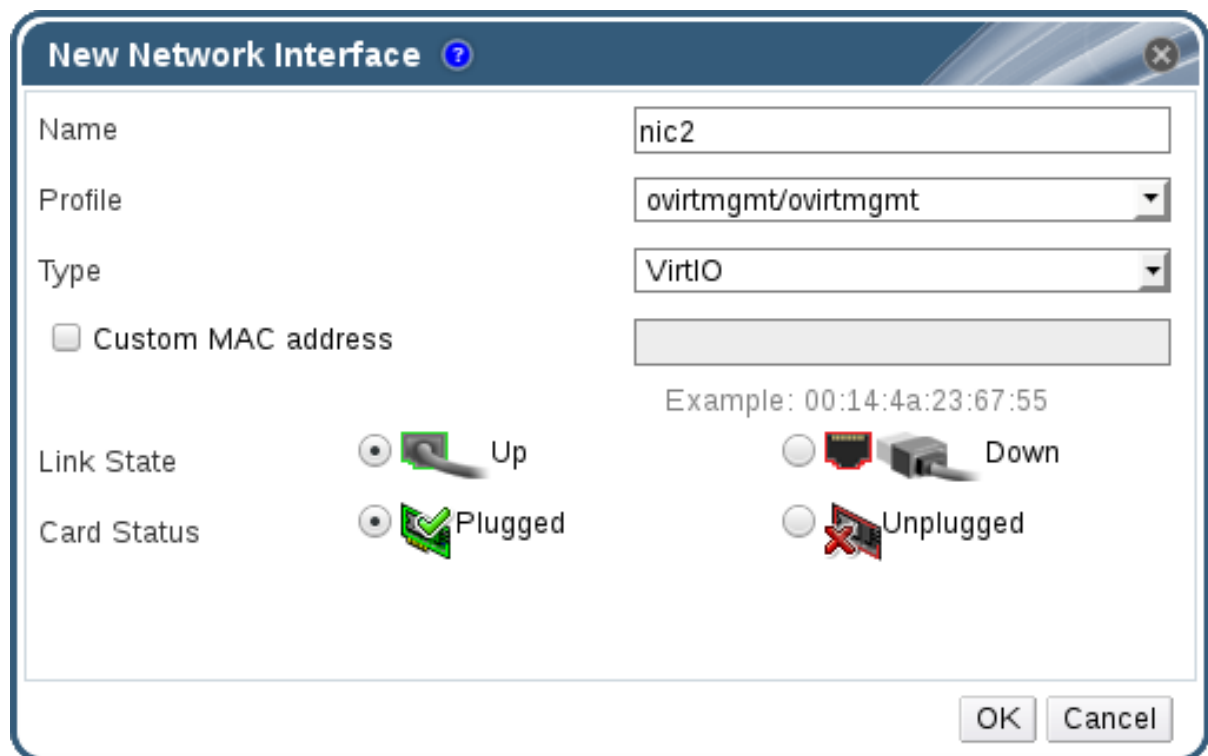 New Network Interface ?
Name nic2
Profile ovirtmgmt/ovirtmgmt
Type VirtIO
Custom MAC address
Example: 00:14:4a:23:67:55
Link State Up Down
Card Status Plugged Unplugged
OK Cancel